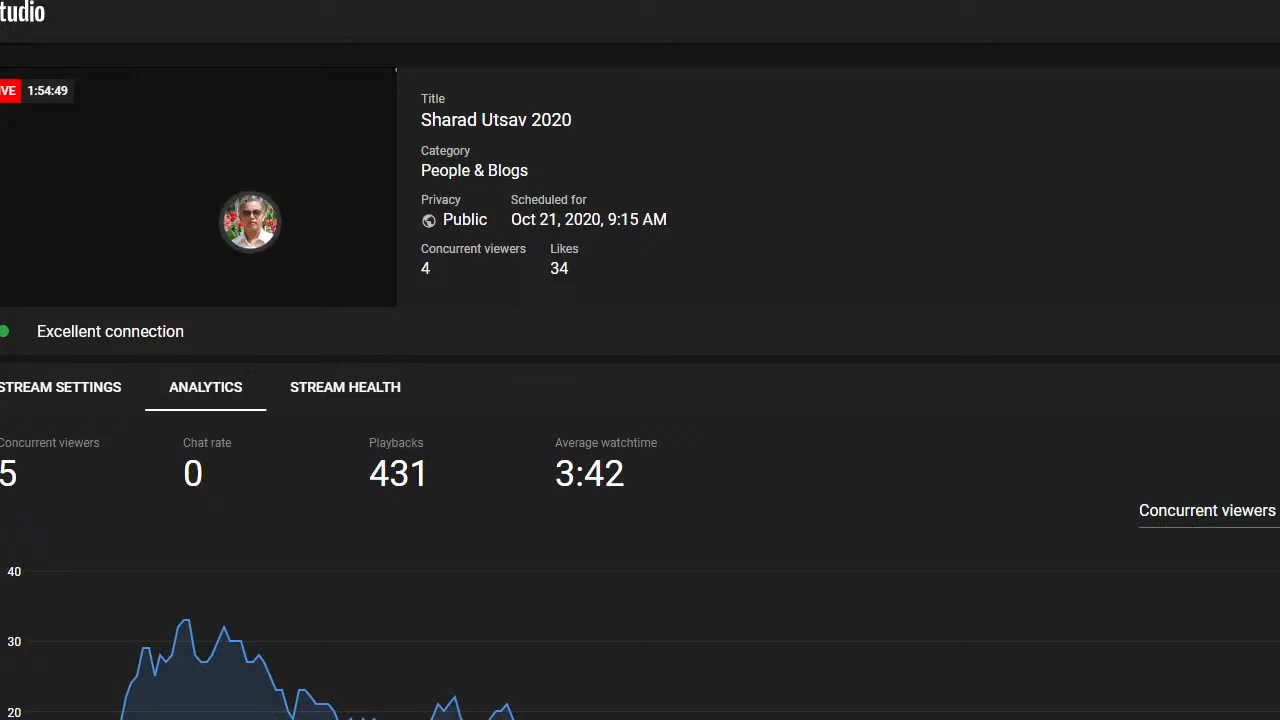 tudio
IVE 1:54:49
Title
Sharad Utsav 2020
Category
People & Blogs
Privacy Scheduled for
Public Oct 21, 2020, 9:15 AM
Concurrent viewers Likes
4 34
Excellent connection
STREAM SETTINGS ANALYTICS STREAM HEALTH
Concurrent viewers Chat rate Playbacks Average watchtime
5 0 431 3:42
Concurrent viewers
40
30
20